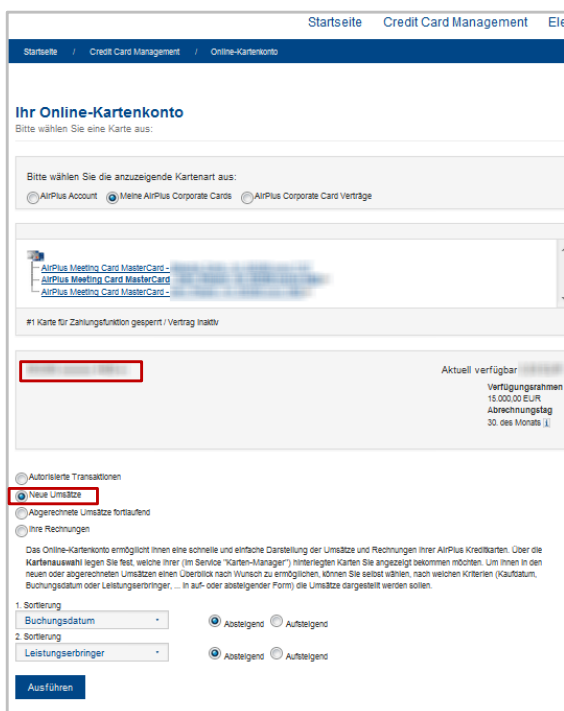 Startseite Credit Card Management Ele
Startseite / Credit Card Management / Online-Kartenkonto
Ihr Online-Kartenkonto
Bitte wählen Sie eine Karte aus:
Bitte wählen Sie die anzuzeigende Kartenart aus:
AirPlus Account Meine AirPlus Corporate Cards AirPlus Corporate Card Verträge
AirPlus Meeting Card MasterCard -
AirPlus Meeting Card MasterCard
AirPlus Meeting Card MasterCard -
#1 Karte für Zahlungsfunktion gesperrt / Vertrag Inaktiv
Aktuell verfügbar
Verfügungsrahmen
15.000,00 EUR
Abrechnungstag
30. des Monats i
Autorisierte Transaktionen
Neue Umsätze
Abgerechnete Umsätze fortlaufend
Ihre Rechnungen
Das Online-Kartenkonto ermöglicht Ihnen eine schnelle und einfache Darstellung der Umsätze und Rechnungen Ihrer AirPlus Kreditkarten. Über die
Kartenauswahl legen Sie fest, welche Ihrer (im Service "Karten-Manager") hinterlegten Karten Sie angezeigt bekommen möchten. Um Ihnen in den
neuen oder abgerechneten Umsätzen einen Überblick nach Wunsch zu ermöglichen, können Sie selbst wählen, nach welchen Kriterien (Kaufdatum,
Buchungsdatum oder Leistungserbringer, ... in auf- oder absteigender Form) die Umsätze dargestellt werden sollen.
1. Sortierung
Buchungsdatum Absteigend Aufsteigend
2. Sortierung
Leistungserbringer Absteigend Aufsteigend
Ausführen